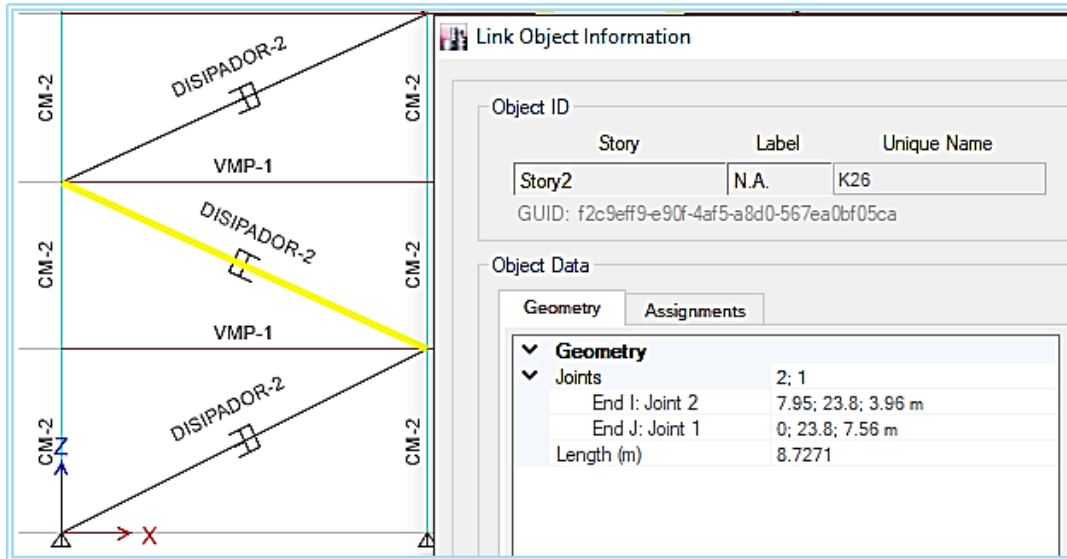 DISIPADOR-2
CM-2
CM-2
VMP-1
DISIPADOR-2
CM-2
CM-2
VMP-1
DISIPADOR-2
CM-2
CM-2
Z
X
Link Object Information
Object ID
Story Label Unique Name
Story2 N.A. K26
GUID: f2c9eff9-e90f-4af5-a8d0-567ea0bf05ca
Object Data
Geometry Assignments
Geometry
Joints 2; 1
End I: Joint 2 7.95; 23.8; 3.96 m
End J: Joint 1 0; 23.8; 7.56 m
Length (m) 8.7271